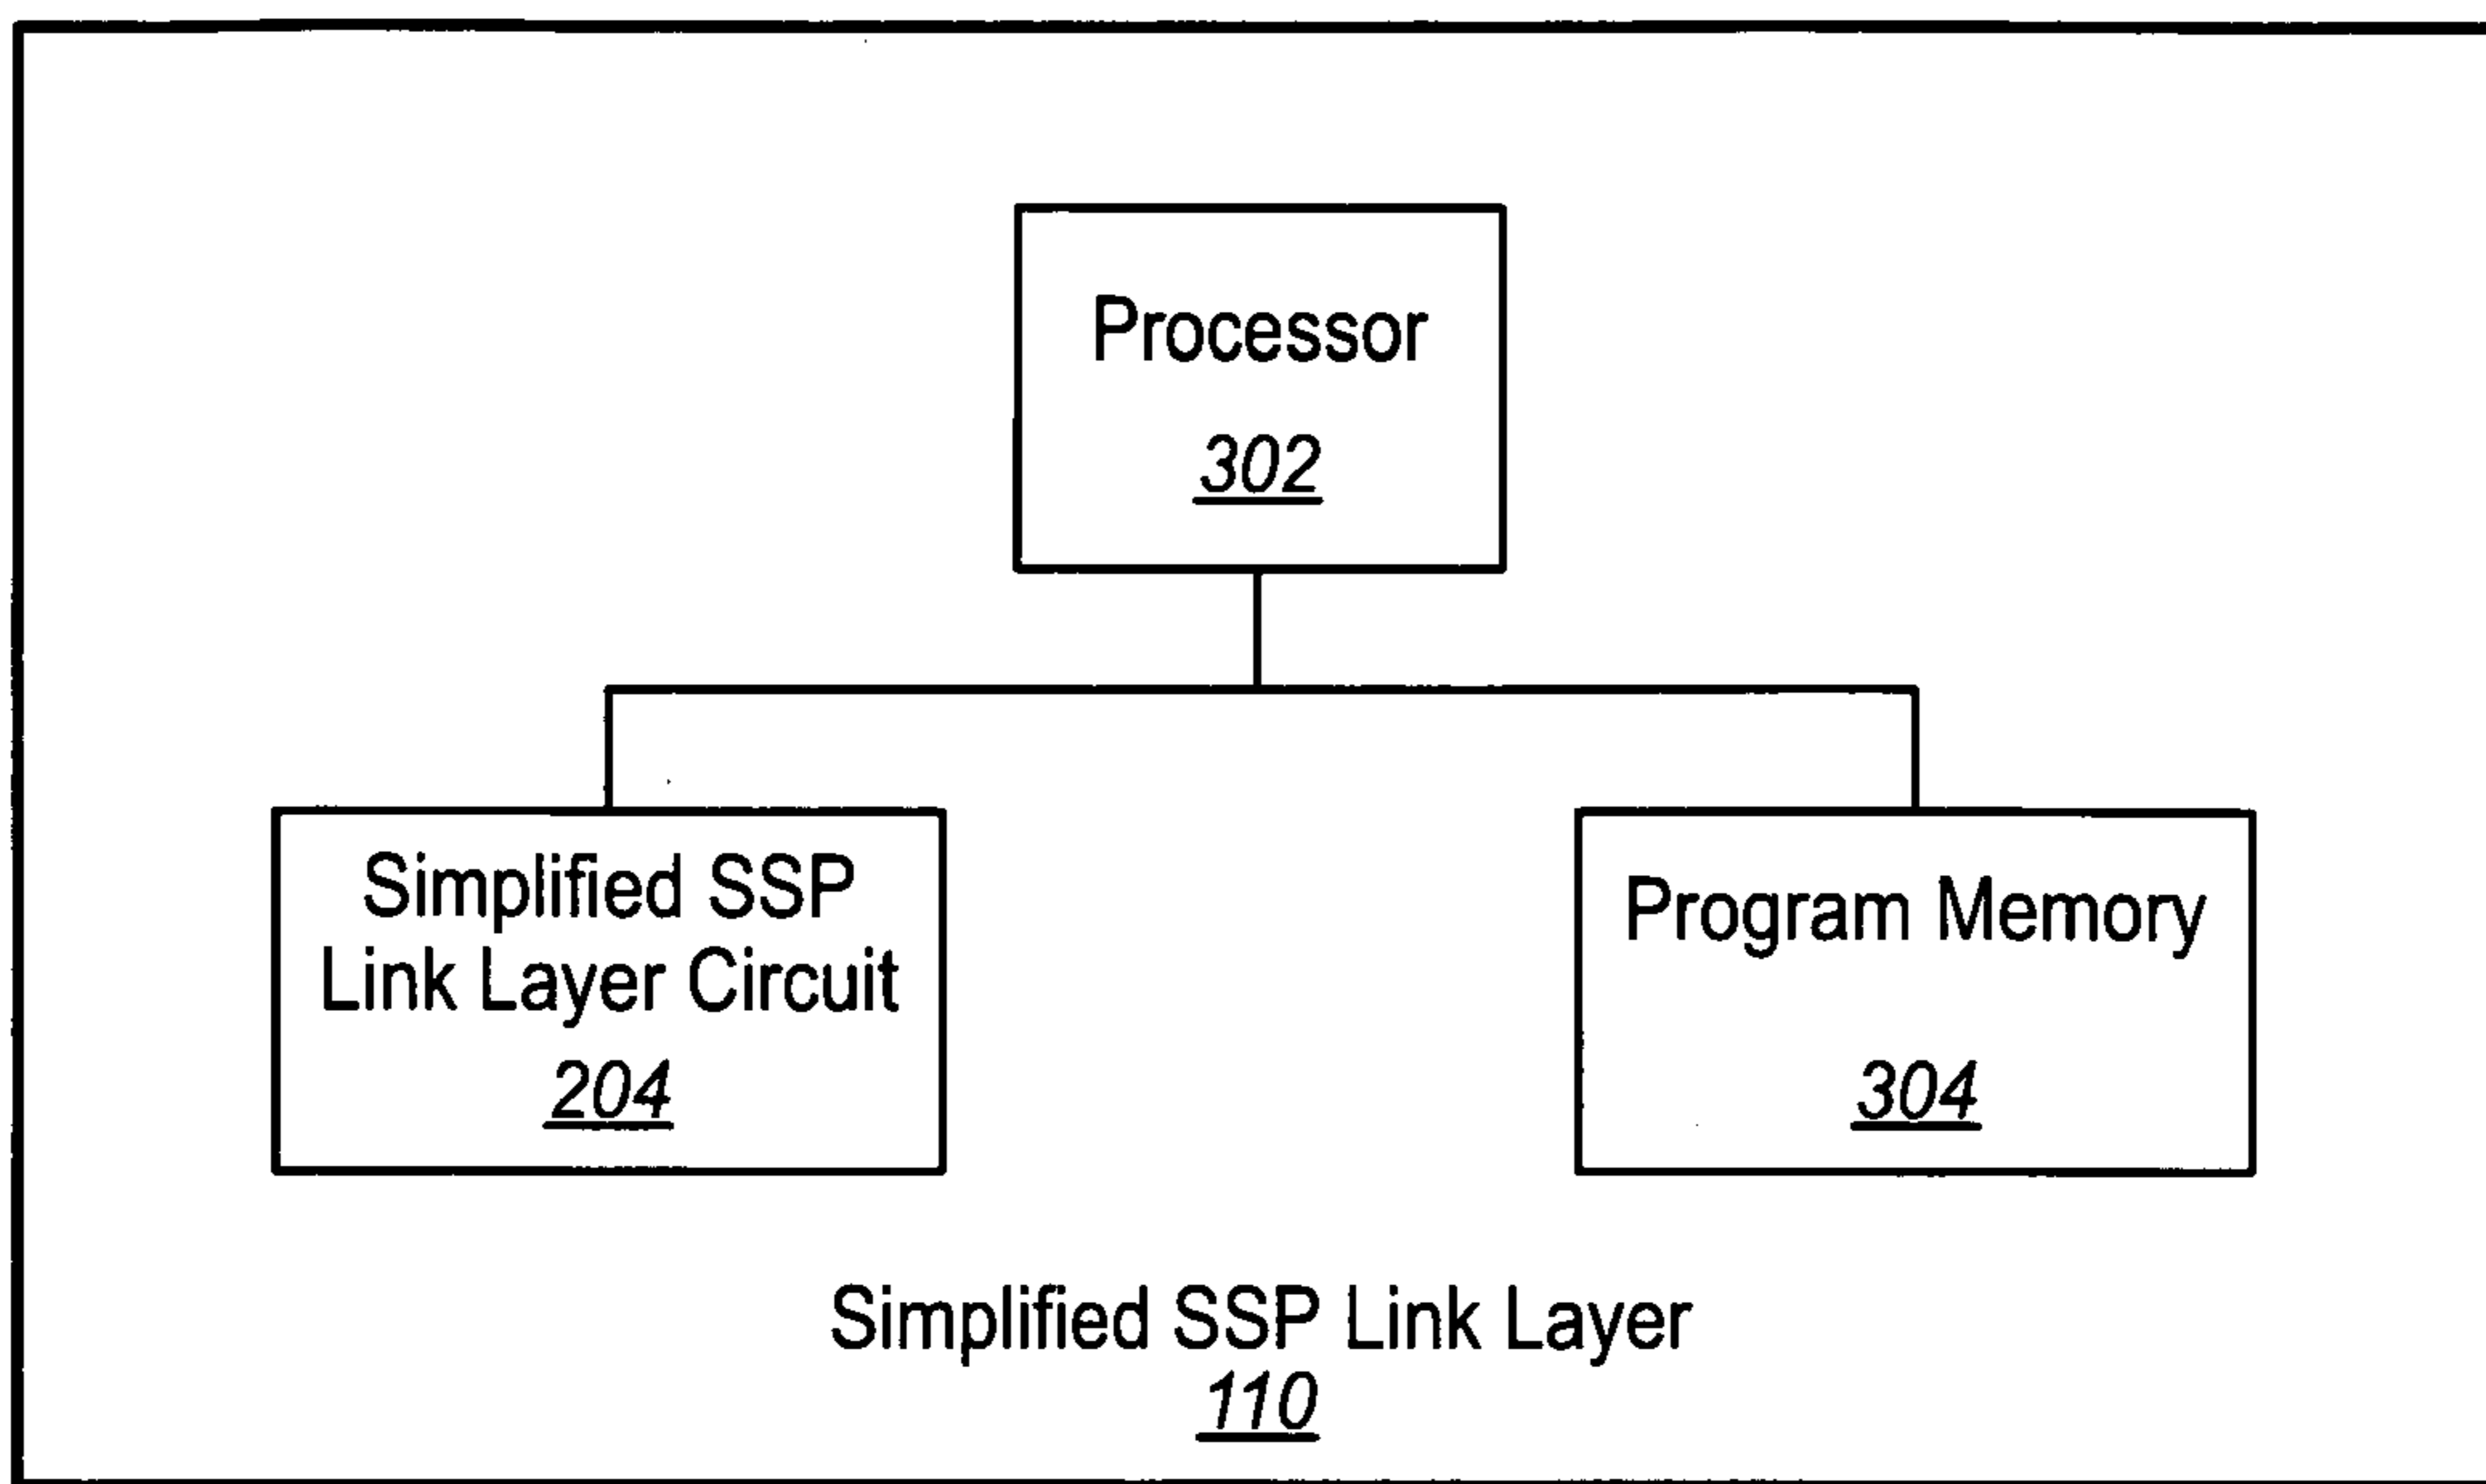 Processor
302
Simplified SSP
Link Layer Circuit
204
Program Memory
304
Simplified SSP Link Layer
110